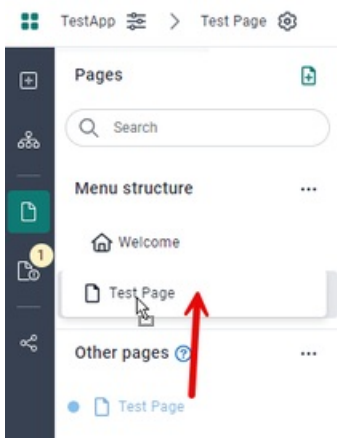 TestApp > Test Page
Pages
Search
Menu structure ...
Welcome
1
Test Page
Other pages ? ...
Test Page